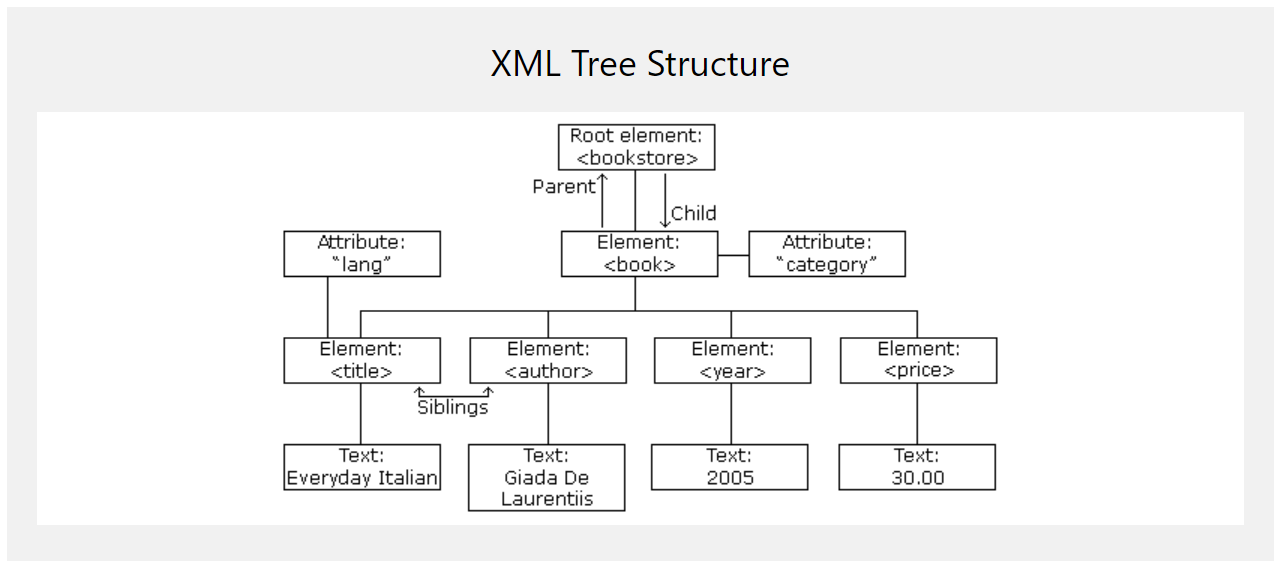 XML Tree Structure
Root element:
<bookstore>
Parent
Child
Attribute:
“lang”
Element:
<book>
Attribute:
“category”
Element:
<title>
Element:
<author>
Element:
<year>
Element:
<price>
Siblings
Text:
Everyday Italian
Text:
Giada De
Laurentiis
Text:
2005
Text:
30.00